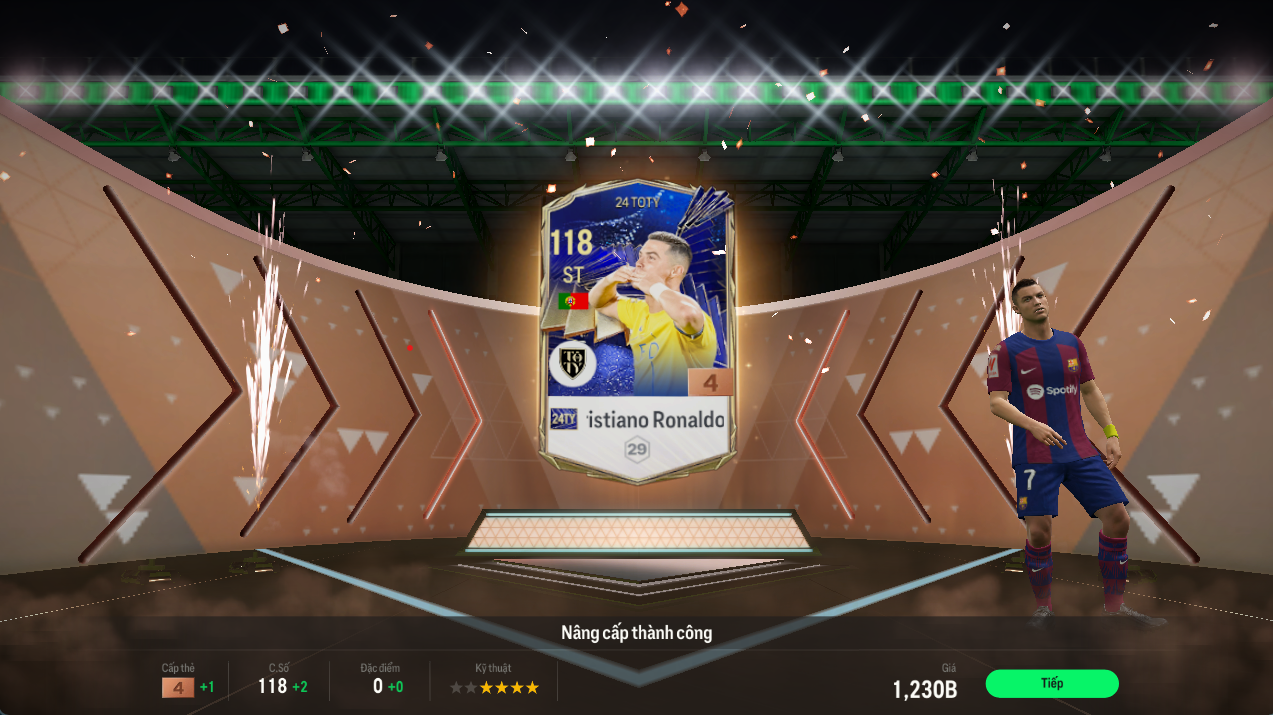 24 TOTY
118
ST
TOTY
4
24TY istiano Ronaldo
29
Spotify
7
Nâng cấp thành công
Cấp thẻ
4 +1
C.Số
118 +2
Đặc điểm
0 +0
Kỹ thuật
Giá
1,230B
Tiếp